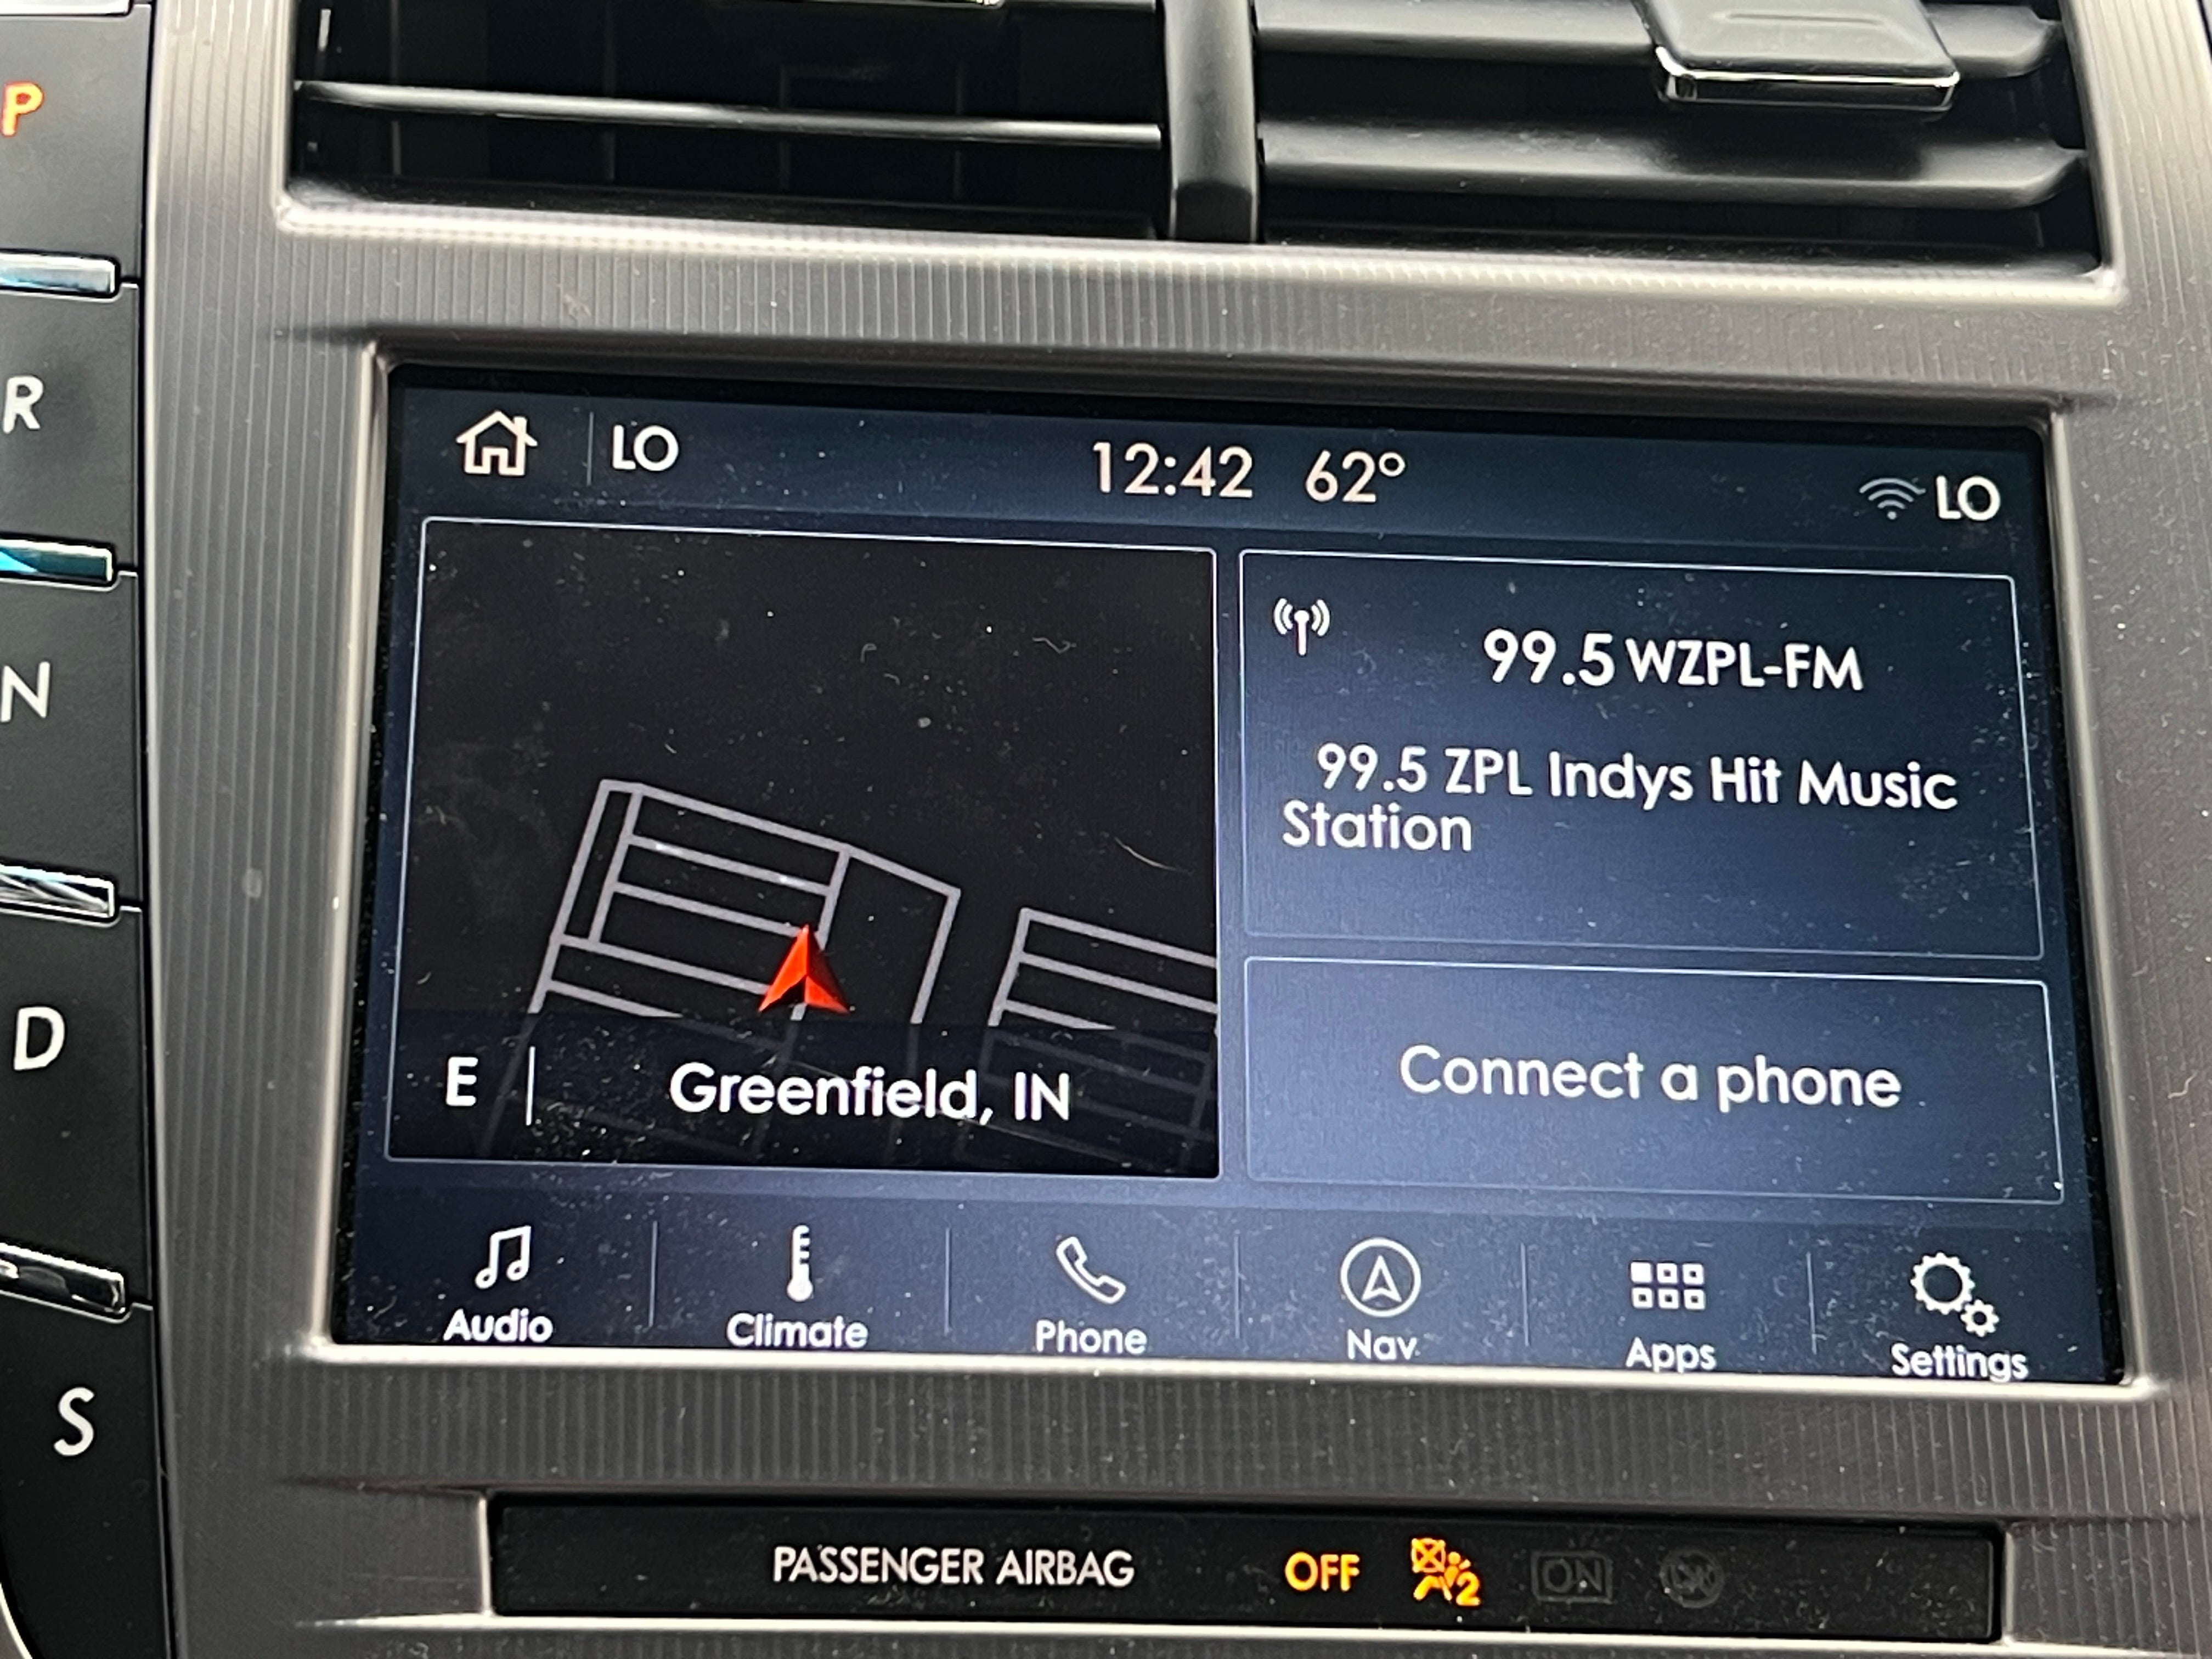 P
R
N
D
S
LO
12:42 62°
LO
99.5 WZPL-FM
99.5 ZPL Indys Hit Music
Station
E
Greenfield, IN
Connect a phone
Audio
Climate
Phone
Nav
Apps
Settings
PASSENGER AIRBAG OFF 2 ON